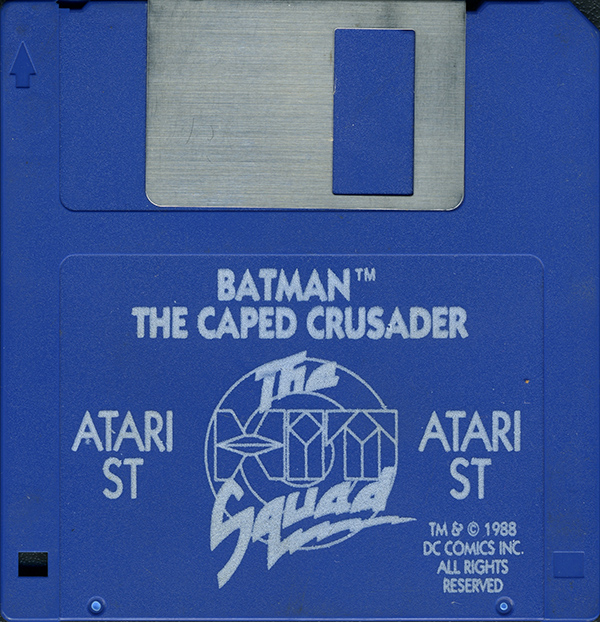 BATMAN™
THE CAPED CRUSADER
The
HIT
Squad
ATARI
ST
ATARI
ST
TM & © 1988
DC COMICS INC.
ALL RIGHTS
RESERVED